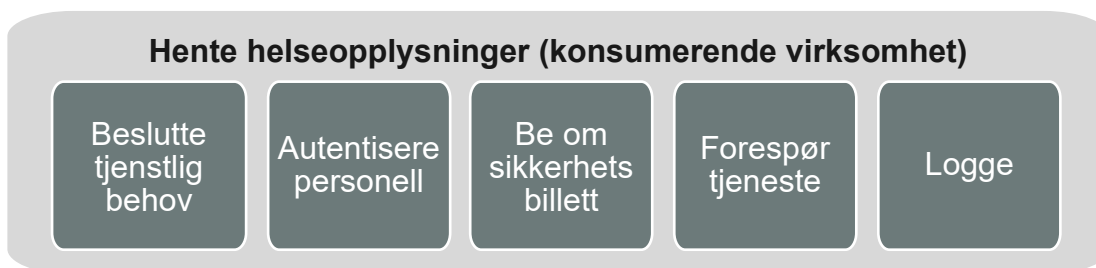 Hente helseopplysninger (konsumerende virksomhet)
Beslutte
tjenstlig
behov
Autentisere
personell
Be om
sikkerhets
billett
Forespør
tjeneste
Logge